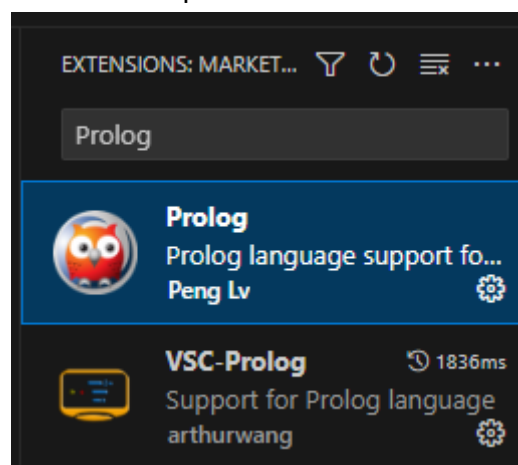 EXTENSIONS: MARKET...
Prolog
Prolog
Prolog language support fo...
Peng Lv
VSC-Prolog 1836ms
Support for Prolog language
arthurwang